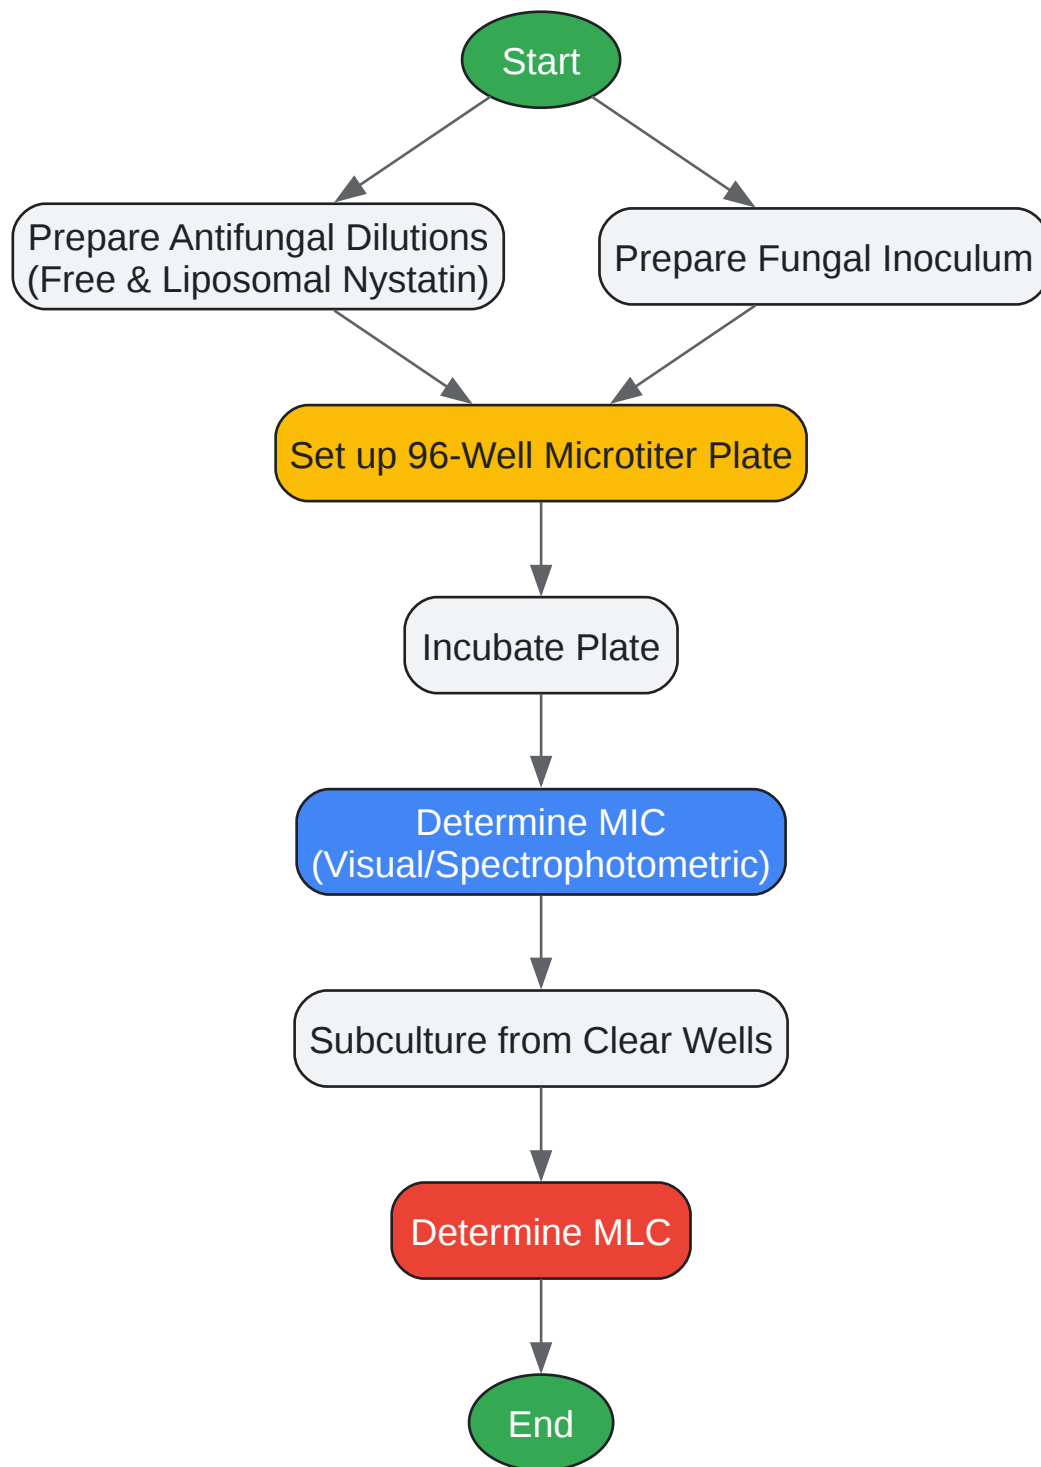 Start
Prepare Antifungal Dilutions
(Free & Liposomal Nystatin)
Prepare Fungal Inoculum
Set up 96-Well Microtiter Plate
Incubate Plate
Determine MIC
(Visual/Spectrophotometric)
Subculture from Clear Wells
Determine MLC
End